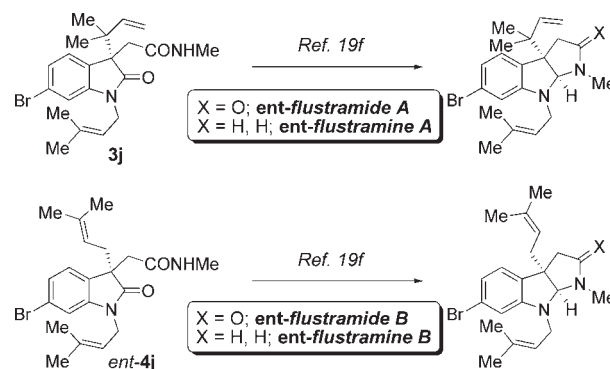 Me
Me
CONHMe
O
Br
N
Me
Me
3j
Ref. 19f
X = O; ent-flustramide A
X = H, H; ent-flustramine A
Me
Me
X
N
Me
Br
N
H
Me
Me
Me
Me
CONHMe
O
Br
N
Me
Me
ent-4j
Ref. 19f
X = O; ent-flustramide B
X = H, H; ent-flustramine B
Me
Me
X
N
Me
Br
N
H
Me
Me